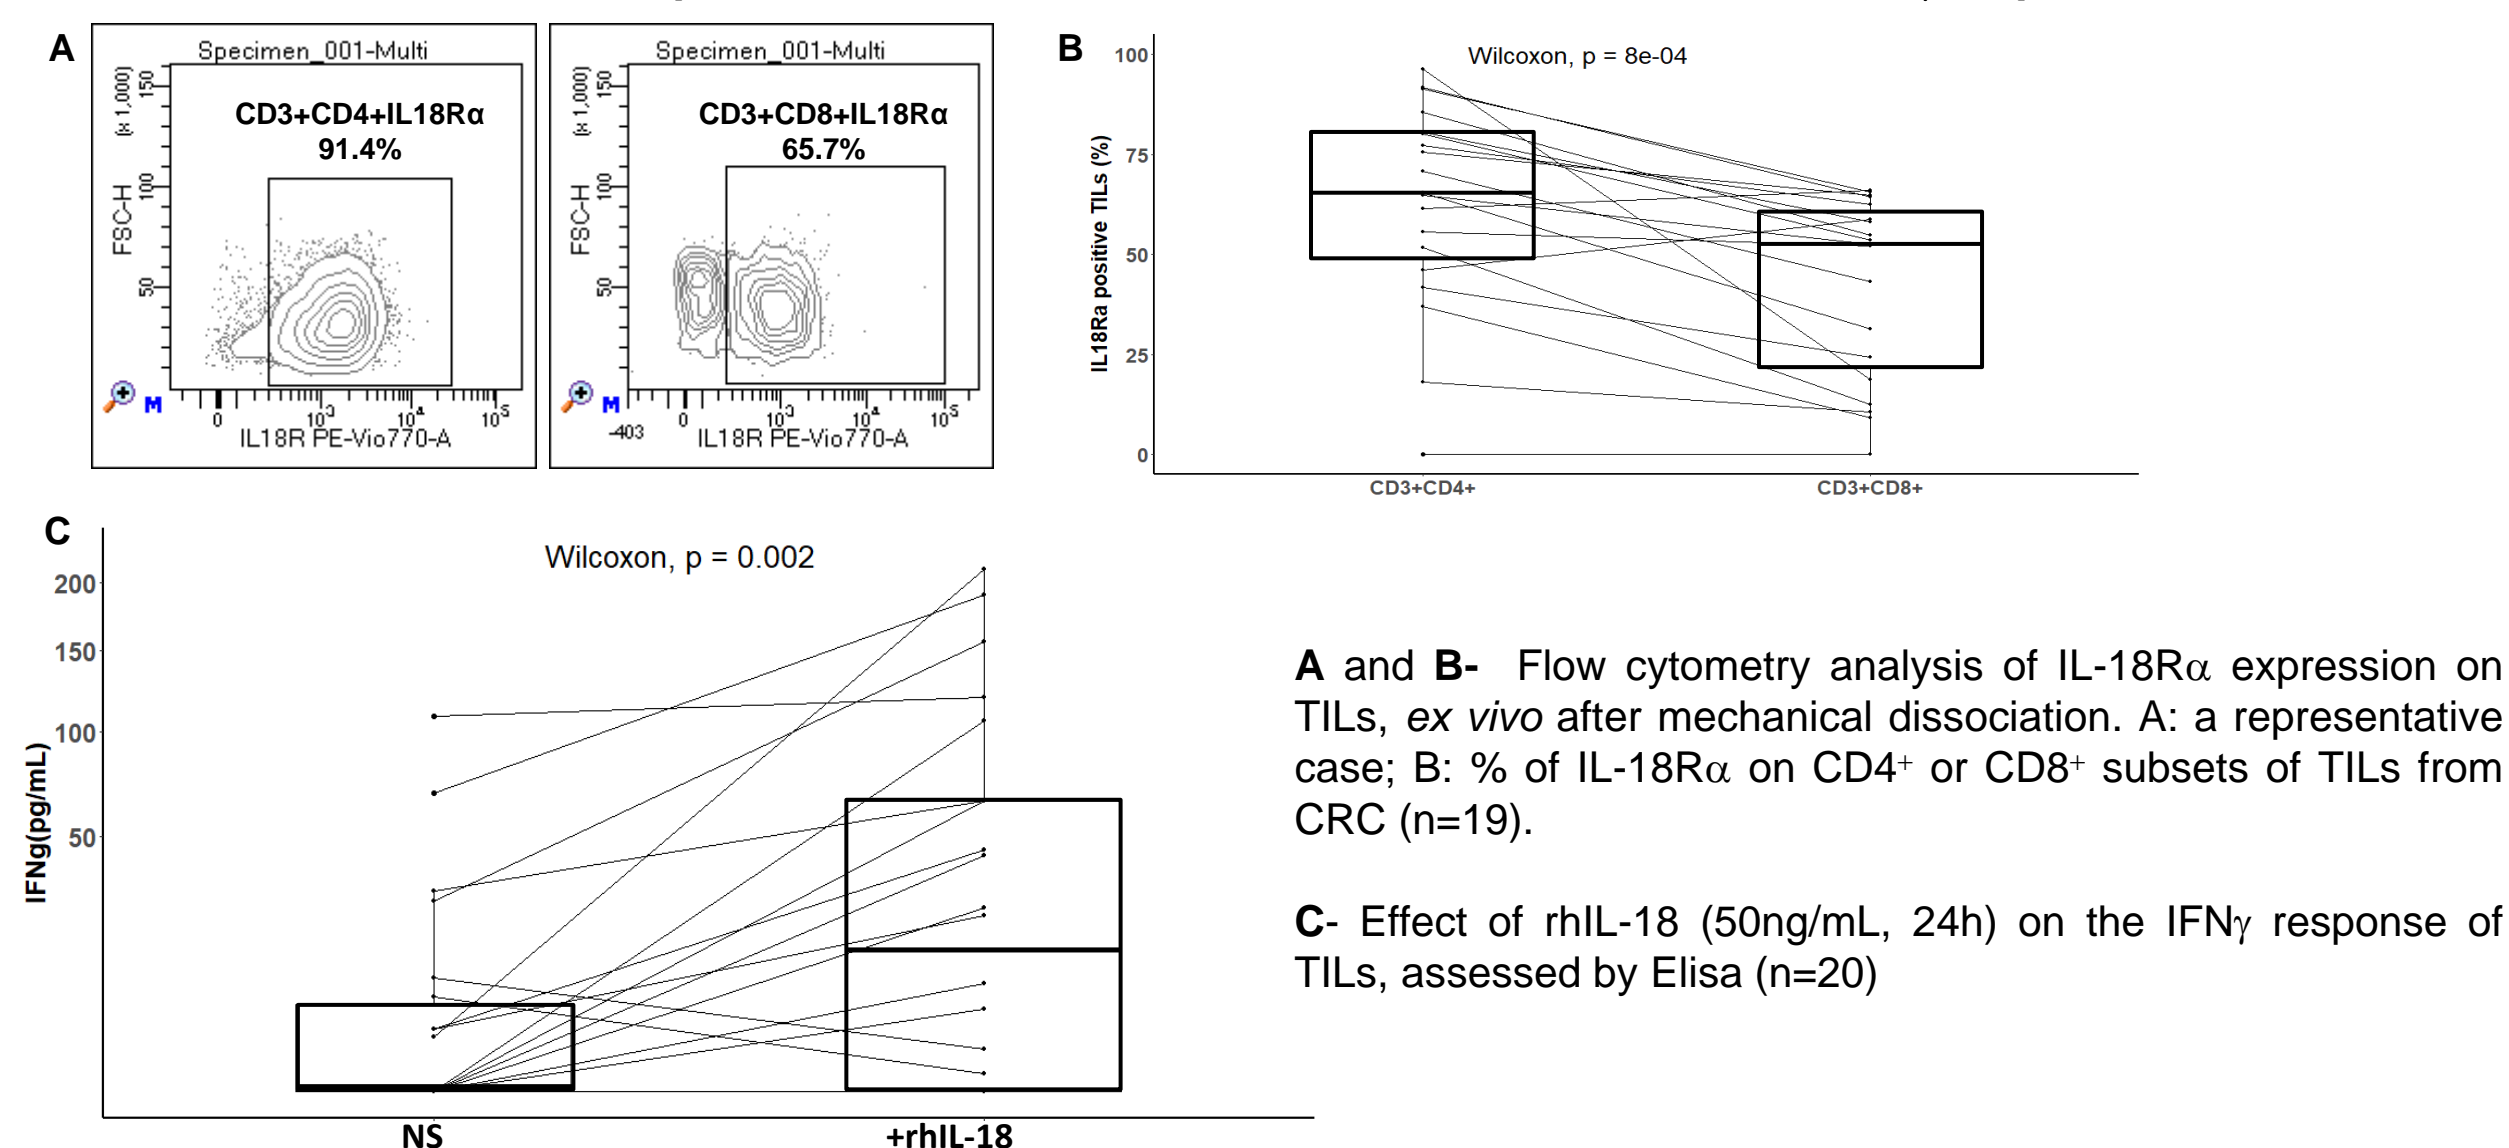 A
Specimen_001-Multi
CD3+CD4+IL18Rα
91.4%
(x 1,000)
FSC-H
150
100
50
M
0
10³
10⁴
10⁵
IL18R PE-Vio770-A
Specimen_001-Multi
CD3+CD8+IL18Rα
65.7%
(x 1,000)
FSC-H
150
100
50
M
-403
0
10³
10⁴
10⁵
IL18R PE-Vio770-A
B
Wilcoxon, p = 8e-04
IL18Ra positive TILs (%)
100
75
50
25
0
CD3+CD4+
CD3+CD8+
C
Wilcoxon, p = 0.002
IFNg(pg/mL)
200
150
100
50
NS
+rhIL-18
A and B- Flow cytometry analysis of IL-18Rα expression on
TILs, ex vivo after mechanical dissociation. A: a representative
case; B: % of IL-18Rα on CD4⁺ or CD8⁺ subsets of TILs from
CRC (n=19).
C- Effect of rhIL-18 (50ng/mL, 24h) on the IFNγ response of
TILs, assessed by Elisa (n=20)